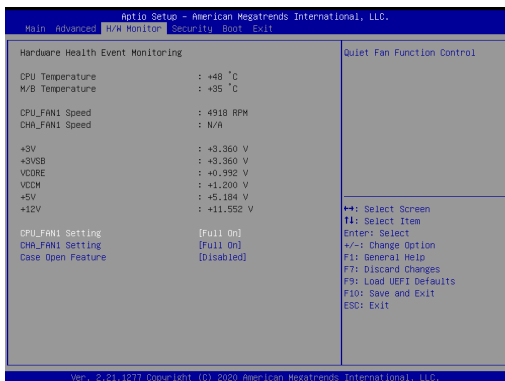 Aptio Setup - American Megatrends International, LLC.
Main Advanced H/W Monitor Security Boot Exit
Hardware Health Event Monitoring
CPU Temperature : +48 °C
M/B Temperature : +35 °C
CPU_FAN1 Speed : 4918 RPM
CHA_FAN1 Speed : N/A
+3V : +3.360 V
+3VSB : +3.360 V
VCORE : +0.992 V
VCCM : +1.200 V
+5V : +5.184 V
+12V : +11.552 V
CPU_FAN1 Setting [Full On]
CHA_FAN1 Setting [Full On]
Case Open Feature [Disabled]
Quiet Fan Function Control
↔: Select Screen
↑↓: Select Item
Enter: Select
+/-: Change Option
F1: General Help
F7: Discard Changes
F9: Load UEFI Defaults
F10: Save and Exit
ESC: Exit
Ver. 2.21.1277 Copyright (C) 2020 American Megatrends International, LLC.